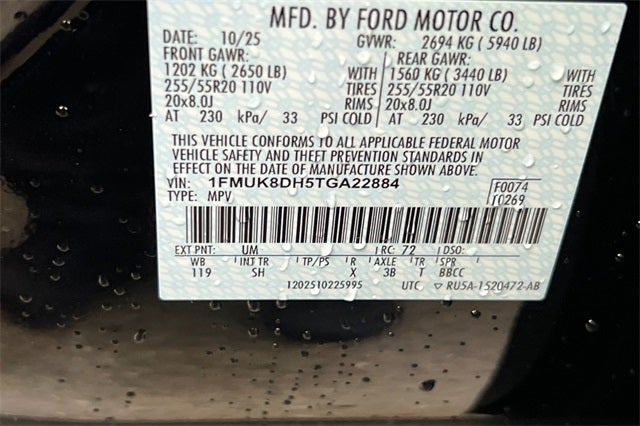 MFD. BY FORD MOTOR CO.
DATE: 10/25 GVWR: 2694 KG ( 5940 LB)
FRONT GAWR: REAR GAWR:
1202 KG ( 2650 LB) WITH 1560 KG ( 3440 LB) WITH
255/55R20 110V TIRES 255/55R20 110V TIRES
20x8.0J RIMS 20x8.0J RIMS
AT 230 kPa/ 33 PSI COLD AT 230 kPa/ 33 PSI COLD
THIS VEHICLE CONFORMS TO ALL APPLICABLE FEDERAL MOTOR
VEHICLE SAFETY AND THEFT PREVENTION STANDARDS IN
EFFECT ON THE DATE OF MANUFACTURE SHOWN ABOVE.
VIN: 1FMUK8DH5TGA22884 F0074
TYPE: MPV T0269
EXT PNT: UM RC: 72 DSO:
WB INT TR TP/PS R AXLE TR SPR
119 SH X 3B T BBCC
1202510225995 UTC ▽ RU5A-1520472-AB